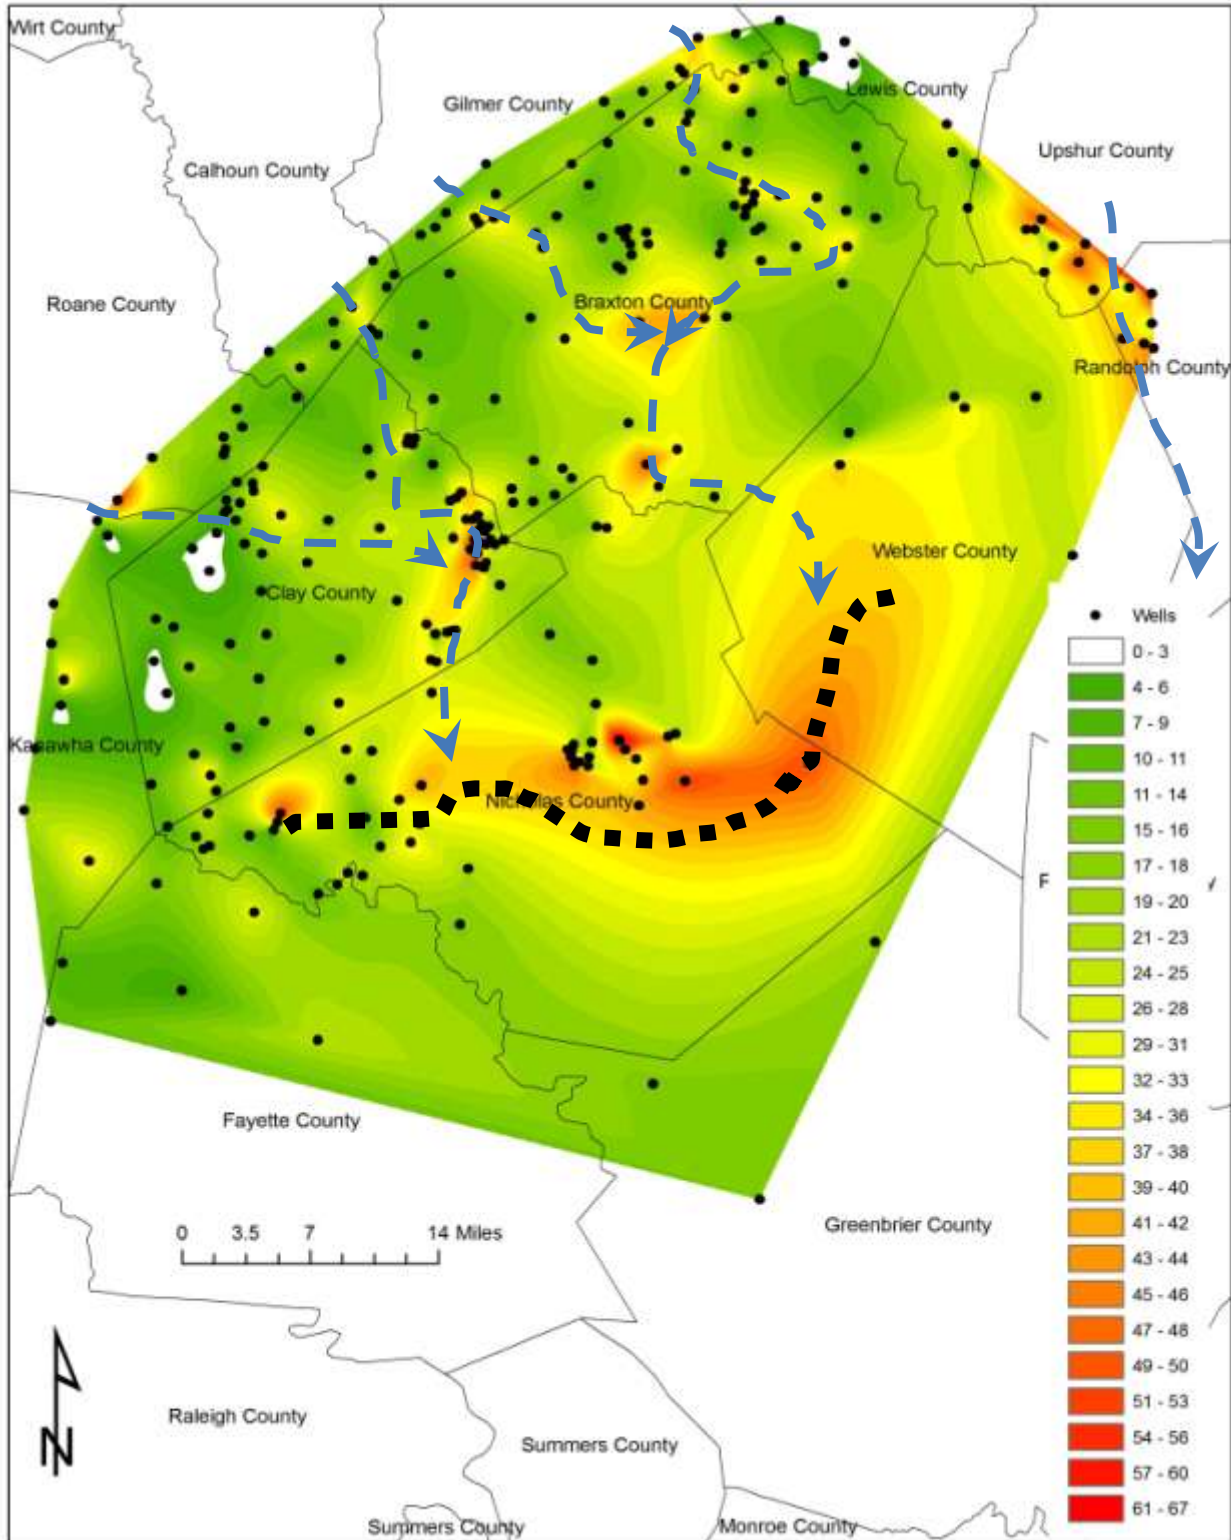 Wirt County
Gilmer County
Lewis County
Calhoun County
Upshur County
Roane County
Braxton County
Randolph County
Webster County
Clay County
Wells
0 - 3
4 - 6
7 - 9
Kanawha County
10 - 11
11 - 14
Nicholas County
15 - 16
17 - 18
F
19 - 20
21 - 23
24 - 25
26 - 28
29 - 31
32 - 33
Fayette County
34 - 36
37 - 38
39 - 40
0 3.5 7 14 Miles
Greenbrier County
41 - 42
43 - 44
45 - 46
47 - 48
49 - 50
51 - 53
Raleigh County
Summers County
54 - 56
N
57 - 60
61 - 67
Summers County
Monroe County